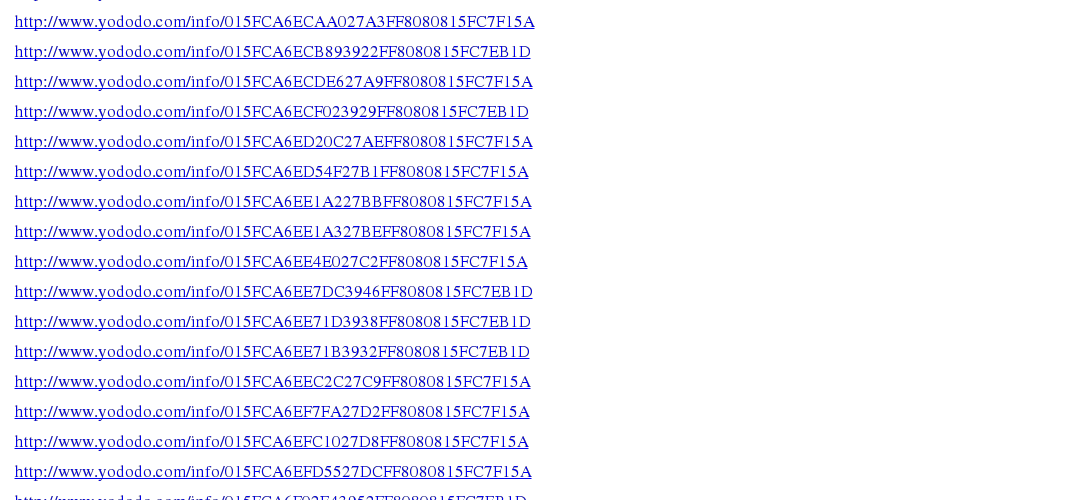 http://www.yododo.com/info/015FCA6ECAA027A3FF8080815FC7F15A
http://www.yododo.com/info/015FCA6ECB893922FF8080815FC7EB1D
http://www.yododo.com/info/015FCA6ECDE627A9FF8080815FC7F15A
http://www.yododo.com/info/015FCA6ECF023929FF8080815FC7EB1D
http://www.yododo.com/info/015FCA6ED20C27AEFF8080815FC7F15A
http://www.yododo.com/info/015FCA6ED54F27B1FF8080815FC7F15A
http://www.yododo.com/info/015FCA6EE1A227BBFF8080815FC7F15A
http://www.yododo.com/info/015FCA6EE1A327BEFF8080815FC7F15A
http://www.yododo.com/info/015FCA6EE4E027C2FF8080815FC7F15A
http://www.yododo.com/info/015FCA6EE7DC3946FF8080815FC7EB1D
http://www.yododo.com/info/015FCA6EE71D3938FF8080815FC7EB1D
http://www.yododo.com/info/015FCA6EE71B3932FF8080815FC7EB1D
http://www.yododo.com/info/015FCA6EEC2C27C9FF8080815FC7F15A
http://www.yododo.com/info/015FCA6EF7FA27D2FF8080815FC7F15A
http://www.yododo.com/info/015FCA6EFC1027D8FF8080815FC7F15A
http://www.yododo.com/info/015FCA6EFD5527DCFF8080815FC7F15A